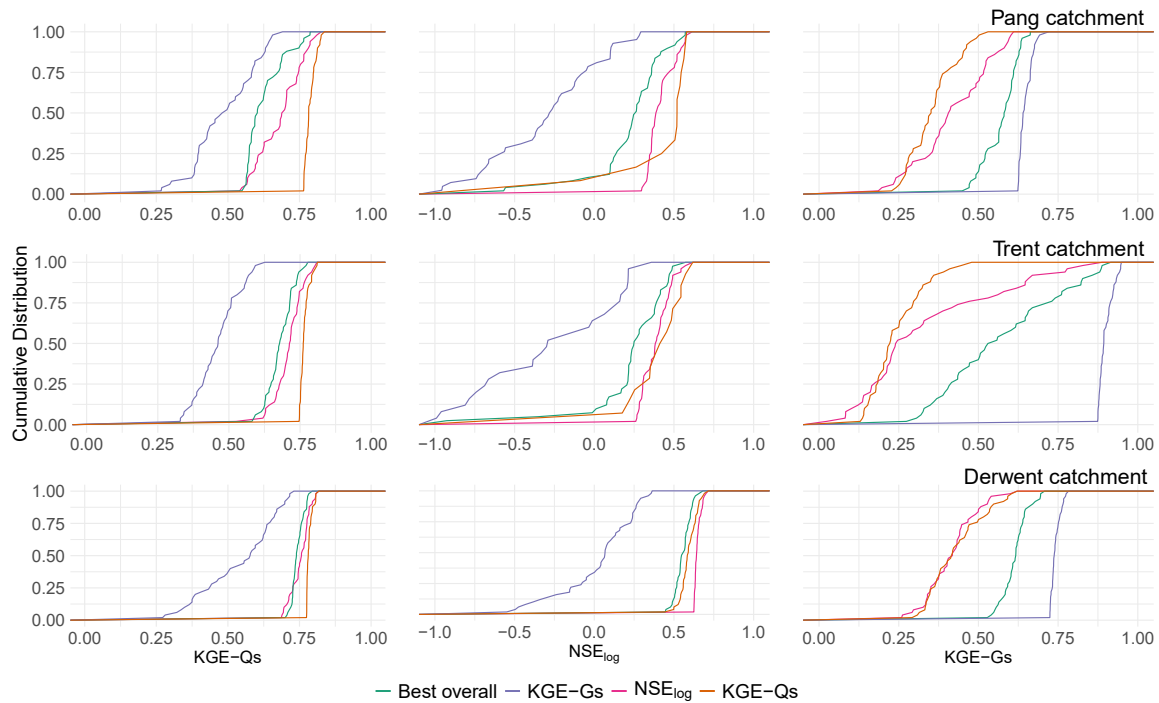 Pang catchment
1.00
0.75
0.50
0.25
0.00
0.00 0.25 0.50 0.75 1.00
−1.0 −0.5 0.0 0.5 1.0
0.00 0.25 0.50 0.75 1.00
Trent catchment
Cumulative Distribution
1.00
0.75
0.50
0.25
0.00
0.00 0.25 0.50 0.75 1.00
−1.0 −0.5 0.0 0.5 1.0
0.00 0.25 0.50 0.75 1.00
Derwent catchment
1.00
0.75
0.50
0.25
0.00
0.00 0.25 0.50 0.75 1.00
−1.0 −0.5 0.0 0.5 1.0
0.00 0.25 0.50 0.75 1.00
KGE−Qs NSElog KGE−Gs
Best overall KGE−Gs NSElog KGE−Qs